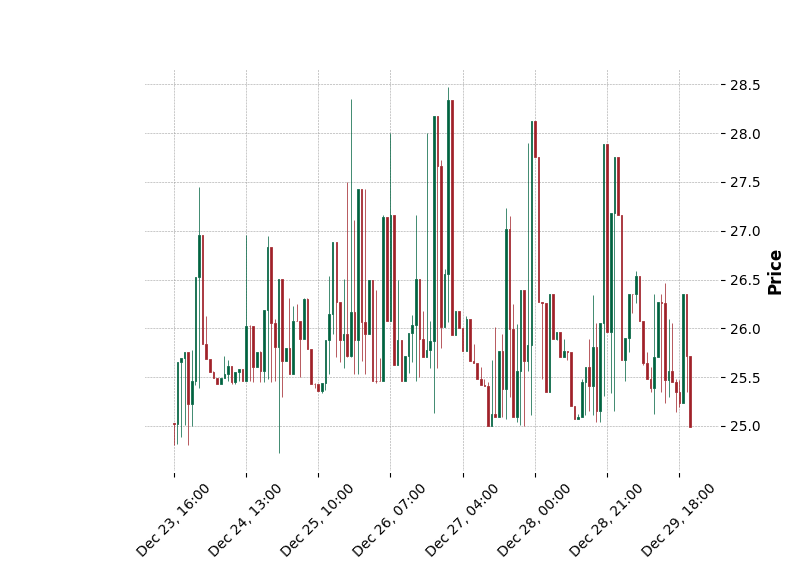 28.5
28.0
27.5
27.0
26.5
26.0
25.5
25.0
Price
Dec 23, 16:00
Dec 24, 13:00
Dec 25, 10:00
Dec 26, 07:00
Dec 27, 04:00
Dec 28, 00:00
Dec 28, 21:00
Dec 29, 18:00